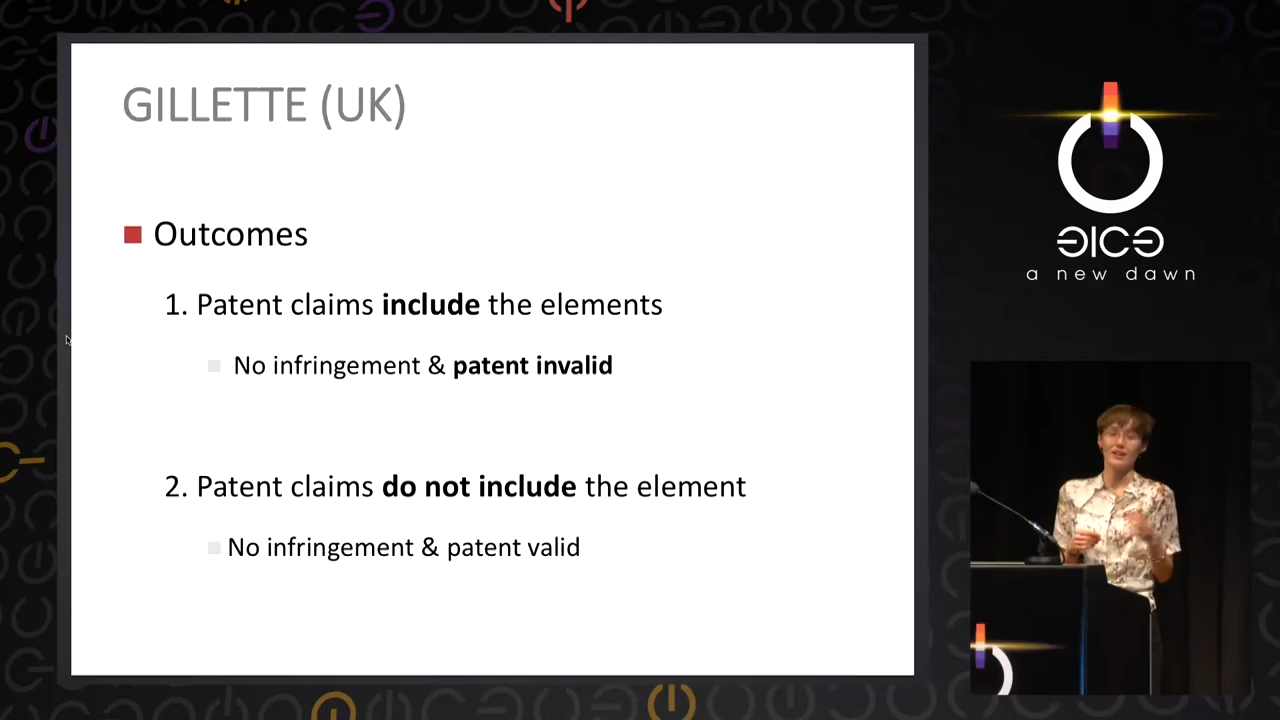 GILLETTE (UK)
Outcomes
1. Patent claims include the elements
No infringement & patent invalid
2. Patent claims do not include the element
No infringement & patent valid
ƎICƎ
a new dawn